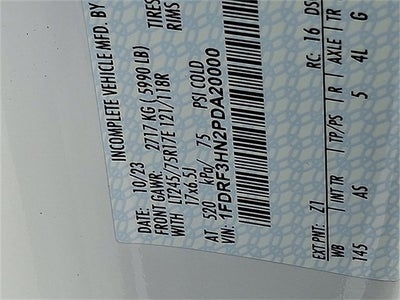 INCOMPLETE VEHICLE MFD. BY
DATE: 10/23
FRONT GAWR: 2717 KG ( 5990 LB)
WITH LT245/75R17E 121/118R TIRES
17x6.5J RIMS
AT 520 kPa/ 75 PSI COLD
VIN: 1FDRF3HN2PDA20000
EXT PNT: Z1 RC: 16 DS
WB INT TR TP/PS R AXLE TR
145 AS 5 4L G